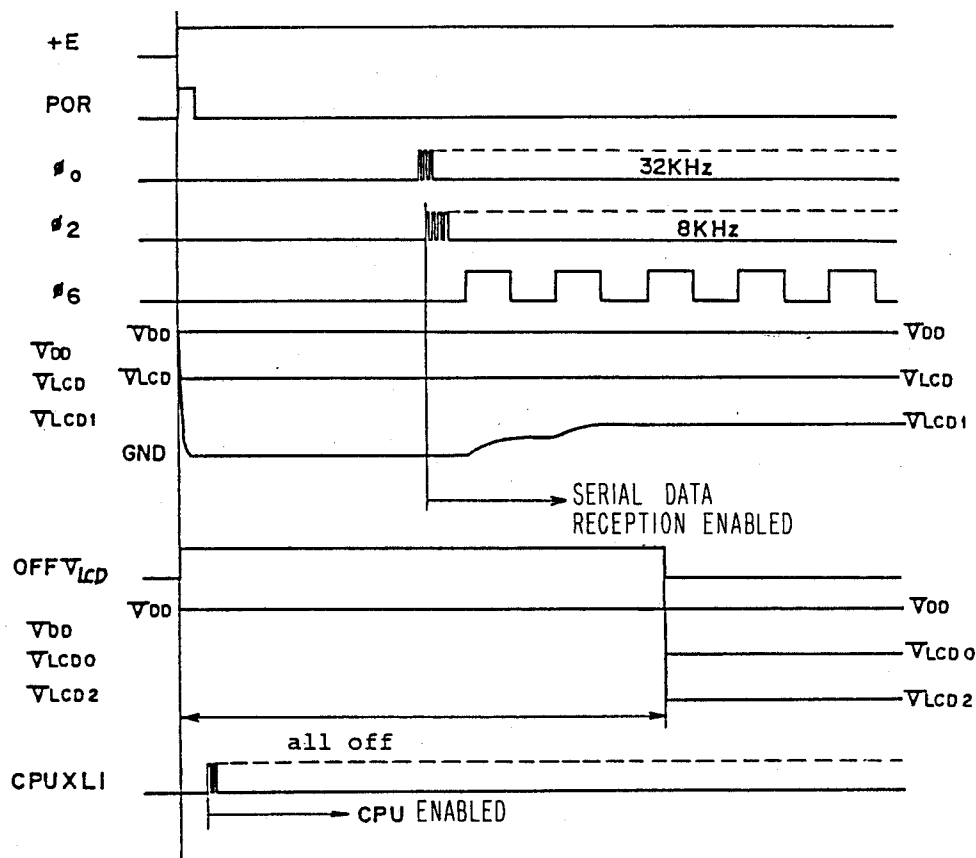 +E
POR
ø0
32KHz
ø2
8KHz
ø6
VDD VDD
VDD
VLCD VLCD VLCD
VLCD1 VLCD1
GND
SERIAL DATA
RECEPTION ENABLED
OFF VLCD
VDD VDD
VDD
VLCD0 VLCD0
VLCD2 VLCD2
all off
CPUXL1
CPU ENABLED